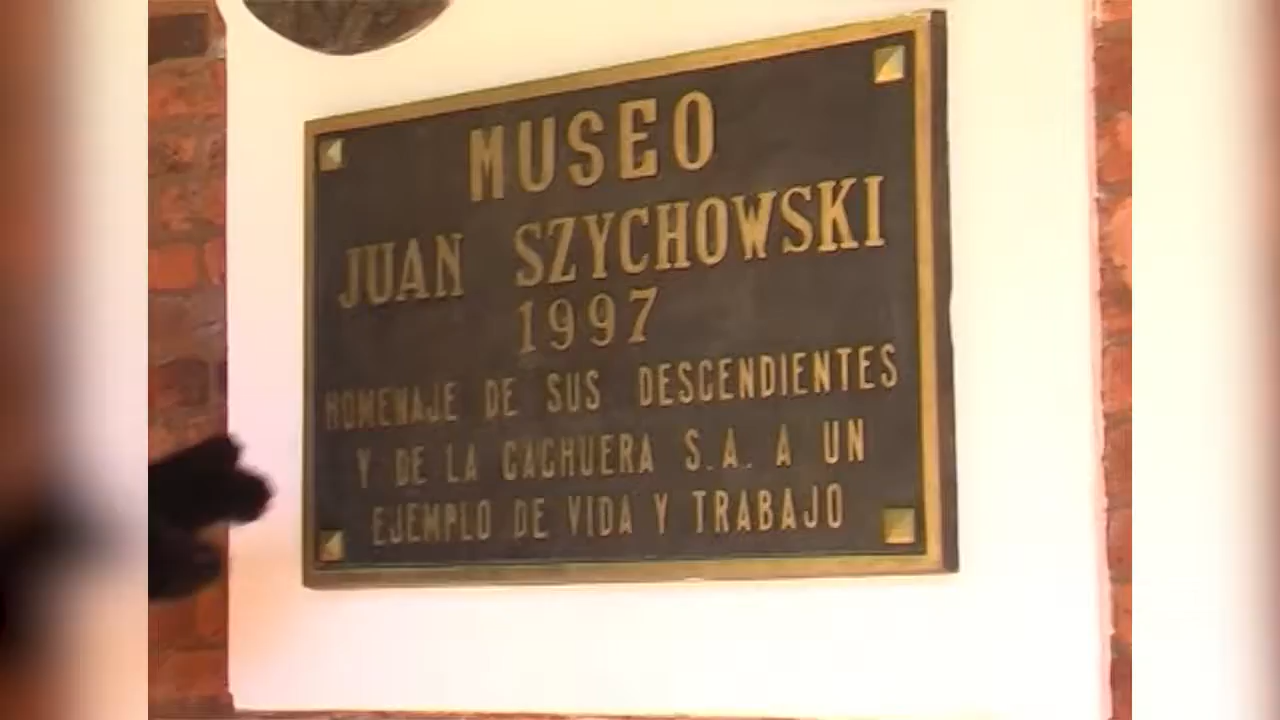 MUSEO
JUAN SZYCHOWSKI
1997
HOMENAJE DE SUS DESCENDIENTES
Y DE LA CACHUERA S.A. A UN
EJEMPLO DE VIDA Y TRABAJO